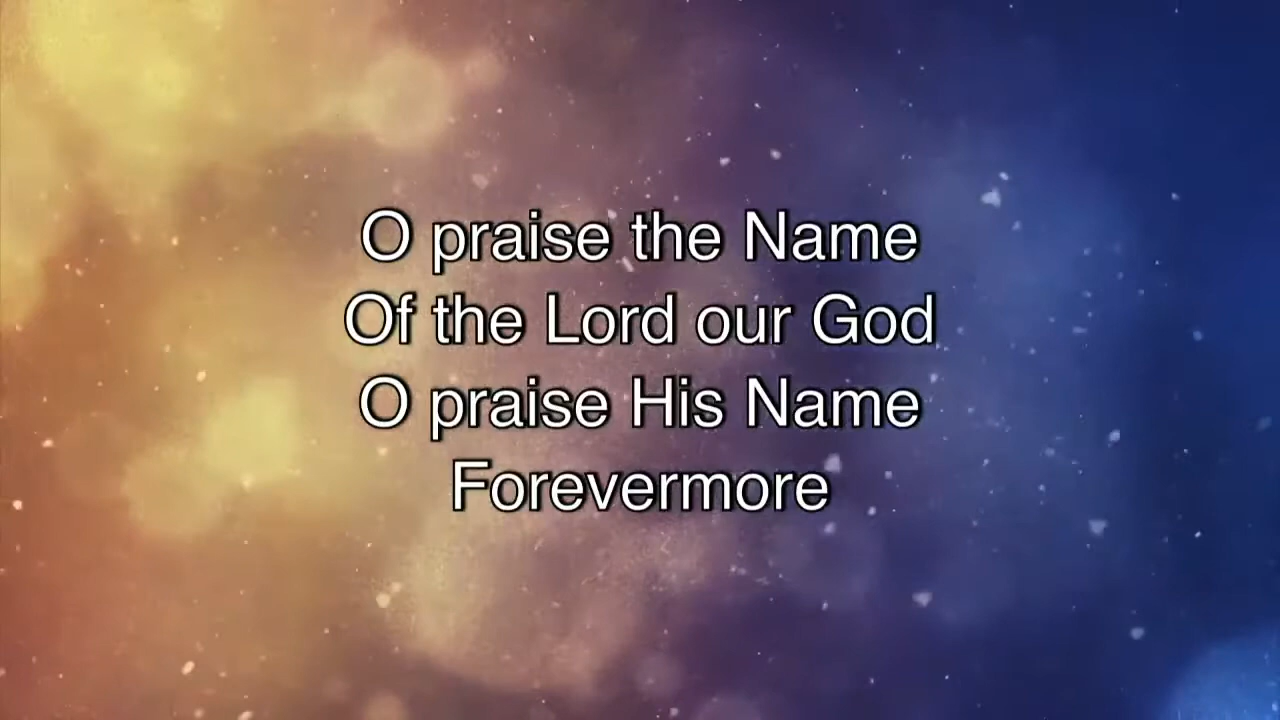 O praise the Name
Of the Lord our God
O praise His Name
Forevermore